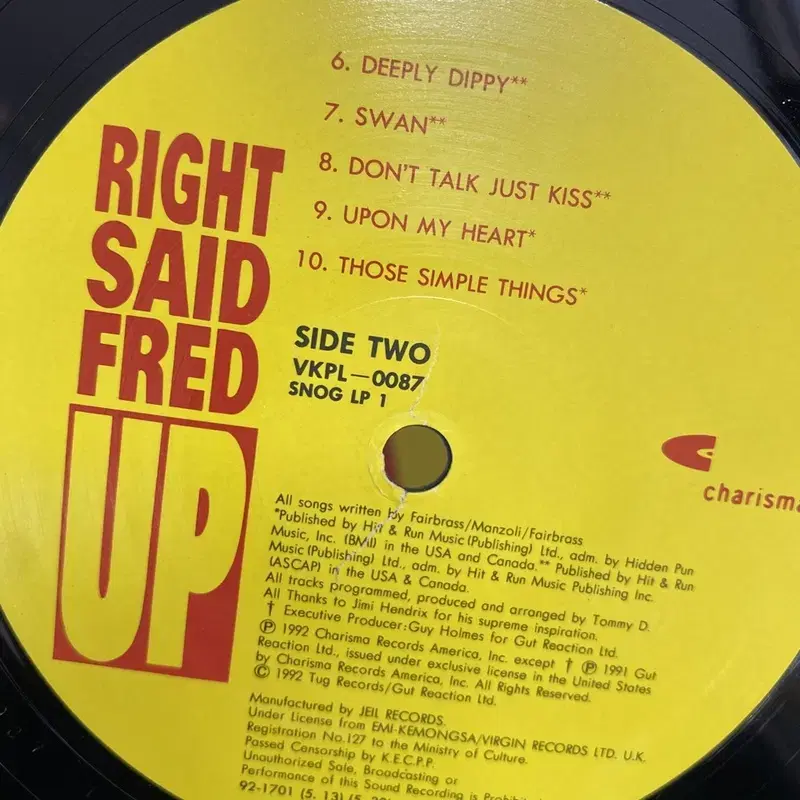 6. DEEPLY DIPPY**
7. SWAN**
8. DON'T TALK JUST KISS**
9. UPON MY HEART*
10. THOSE SIMPLE THINGS*
RIGHT
SAID
FRED
UP
SIDE TWO
VKPL—0087
SNOG LP 1
charisma
All songs written by Fairbrass/Manzoli/Fairbrass
*Published by Hit & Run Music (Publishing) Ltd., adm. by Hidden Pun
Music, Inc. (BMI) in the USA and Canada.** Published by Hit & Run
Music (Publishing) Ltd., adm. by Hit & Run Music Publishing Inc.
(ASCAP) in the USA & Canada.
All tracks programmed, produced and arranged by Tommy D.
All Thanks to Jimi Hendrix for his supreme inspiration.
† Executive Producer: Guy Holmes for Gut Reaction Ltd.
℗ 1992 Charisma Records America, Inc. except † ℗ 1991 Gut
Reaction Ltd., issued under exclusive license in the United States
by Charisma Records America, Inc. All Rights Reserved.
© 1992 Tug Records/Gut Reaction Ltd.
Manufactured by JEIL RECORDS.
Under License from EMI-KEMONGSA/VIRGIN RECORDS LTD. U.K.
Registration No.127 to the Ministry of Culture.
Passed Censorship by K.E.C.P.P.
Unauthorized Sale, Broadcasting or
Performance of this Sound Recording is
92-1701 (5. 13)